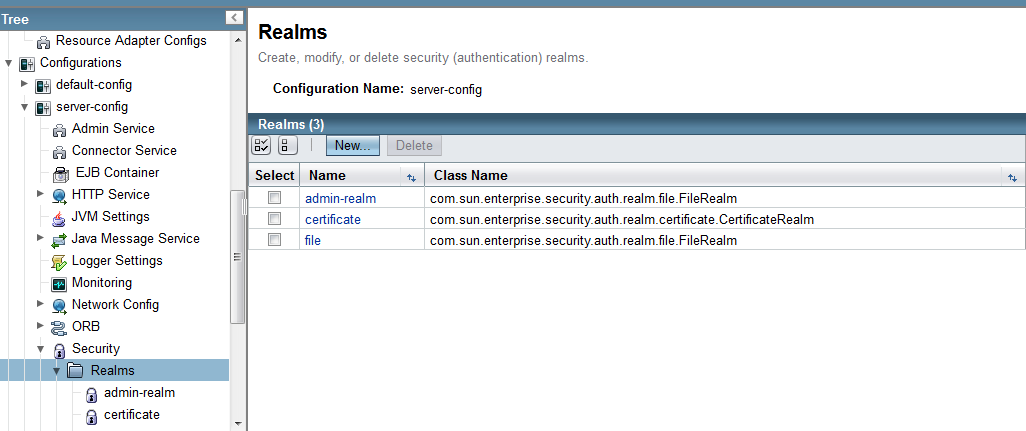 Tree
Resource Adapter Configs
Configurations
default-config
server-config
Admin Service
Connector Service
EJB Container
HTTP Service
JVM Settings
Java Message Service
Logger Settings
Monitoring
Network Config
ORB
Security
Realms
admin-realm
certificate
Realms
Create, modify, or delete security (authentication) realms.
Configuration Name: server-config
Realms (3)
New... Delete
Select Name Class Name
admin-realm com.sun.enterprise.security.auth.realm.file.FileRealm
certificate com.sun.enterprise.security.auth.realm.certificate.CertificateRealm
file com.sun.enterprise.security.auth.realm.file.FileRealm